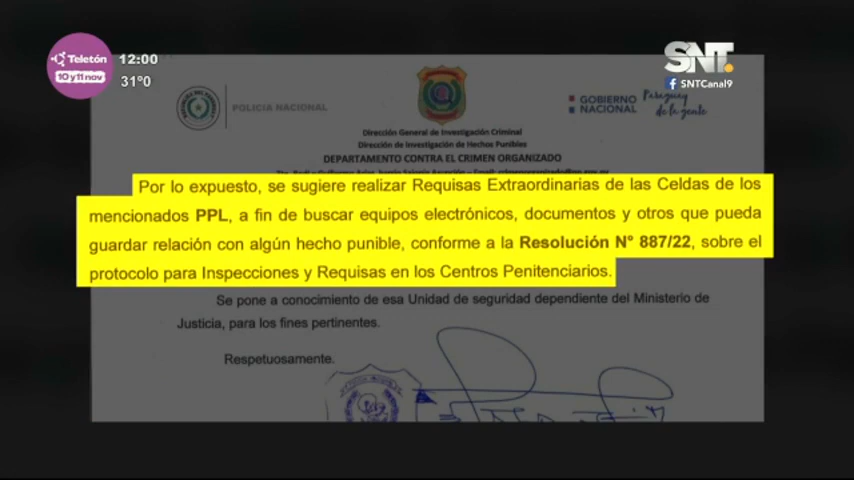 Teletón
10 y 11 nov
12:00
31°0
SNT
SNTCanal9
POLICIA NACIONAL
GOBIERNO
NACIONAL
Paraguay
de la gente
Dirección General de Investigación Criminal
Dirección de Investigación de Hechos Punibles
DEPARTAMENTO CONTRA EL CRIMEN ORGANIZADO
Por lo expuesto, se sugiere realizar Requisas Extraordinarias de las Celdas de los
mencionados PPL, a fin de buscar equipos electrónicos, documentos y otros que pueda
guardar relación con algún hecho punible, conforme a la Resolución N° 887/22, sobre el
protocolo para Inspecciones y Requisas en los Centros Penitenciarios.
Se pone a conocimiento de esa Unidad de seguridad dependiente del Ministerio de
Justicia, para los fines pertinentes.
Respetuosamente.